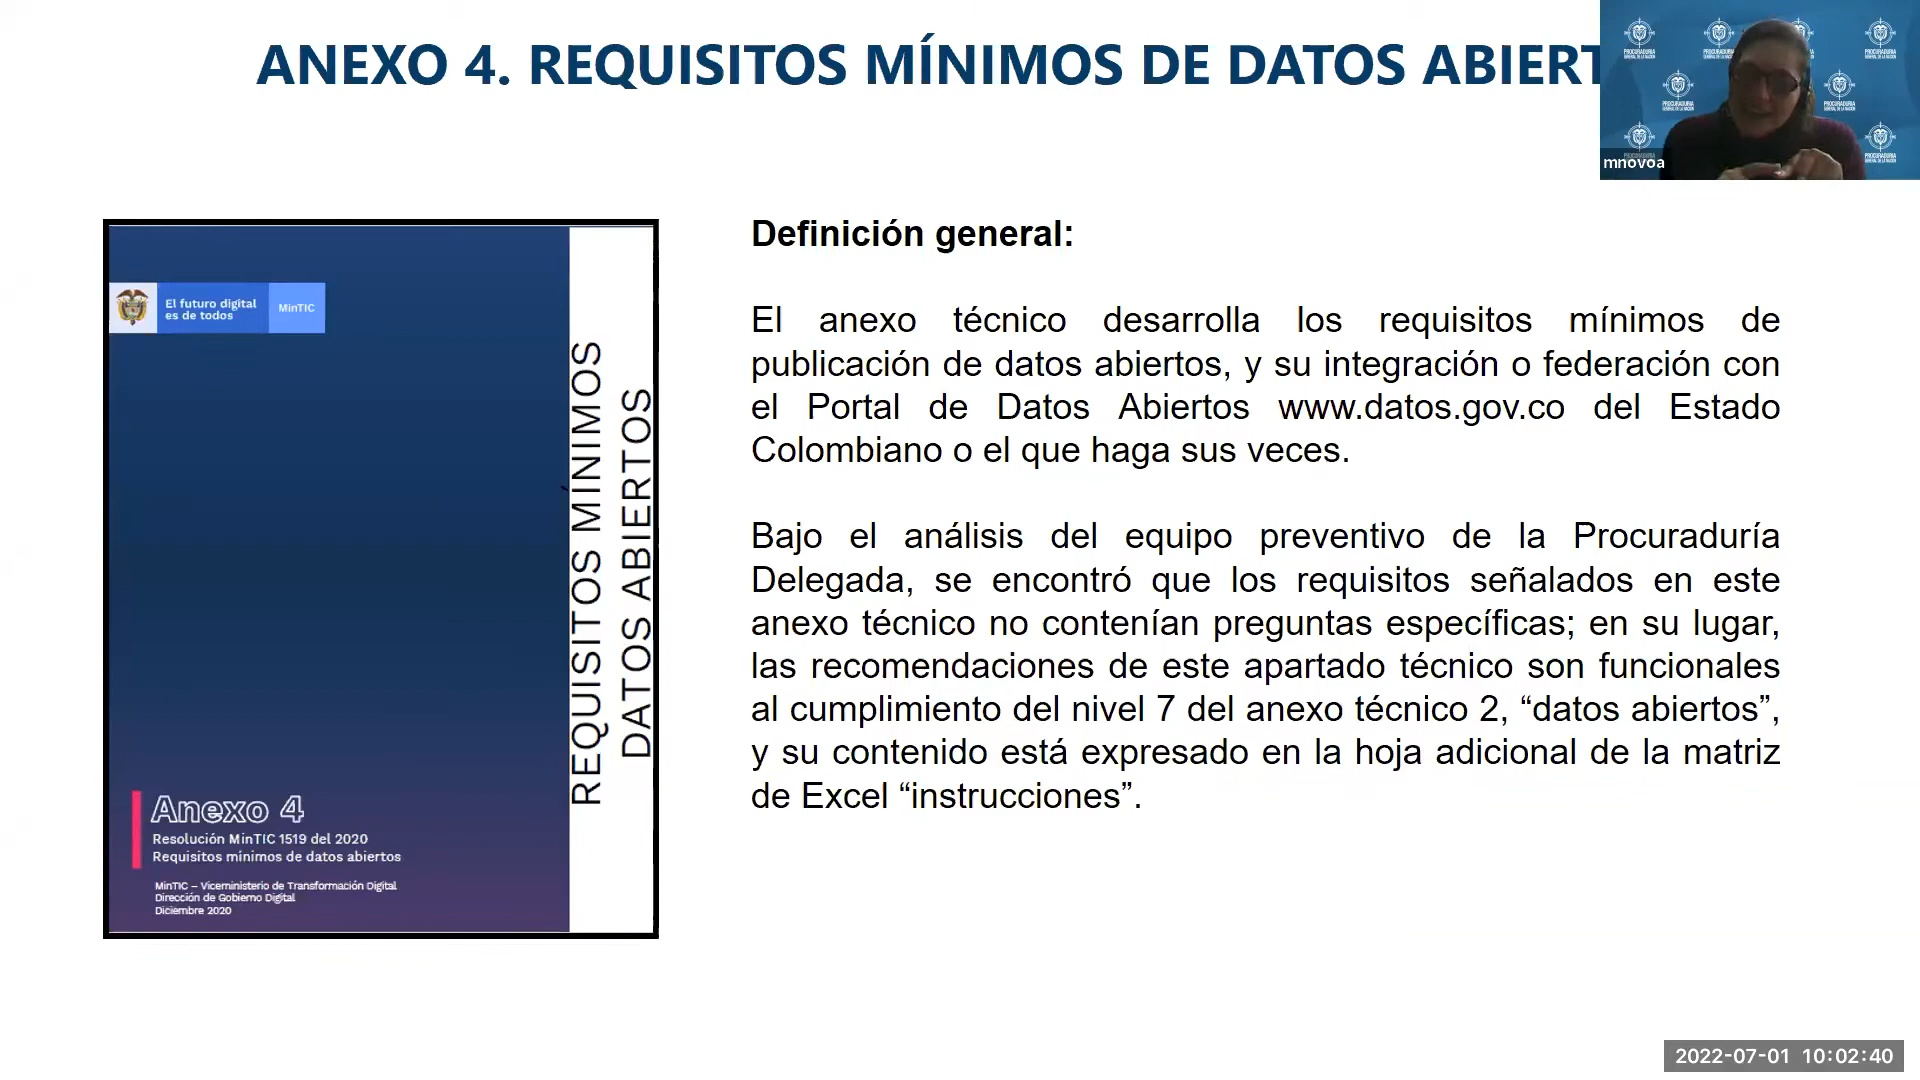 ANEXO 4. REQUISITOS MÍNIMOS DE DATOS ABIERT
mnovoa
El futuro digital
es de todos
MinTIC
REQUISITOS MÍNIMOS
DATOS ABIERTOS
Anexo 4
Resolución MinTIC 1519 del 2020
Requisitos mínimos de datos abiertos
MinTIC – Viceministerio de Transformación Digital
Dirección de Gobierno Digital
Diciembre 2020
Definición general:
El anexo técnico desarrolla los requisitos mínimos de
publicación de datos abiertos, y su integración o federación con
el Portal de Datos Abiertos www.datos.gov.co del Estado
Colombiano o el que haga sus veces.
Bajo el análisis del equipo preventivo de la Procuraduría
Delegada, se encontró que los requisitos señalados en este
anexo técnico no contenían preguntas específicas; en su lugar,
las recomendaciones de este apartado técnico son funcionales
al cumplimiento del nivel 7 del anexo técnico 2, “datos abiertos”,
y su contenido está expresado en la hoja adicional de la matriz
de Excel “instrucciones”.
2022-07-01 10:02:40